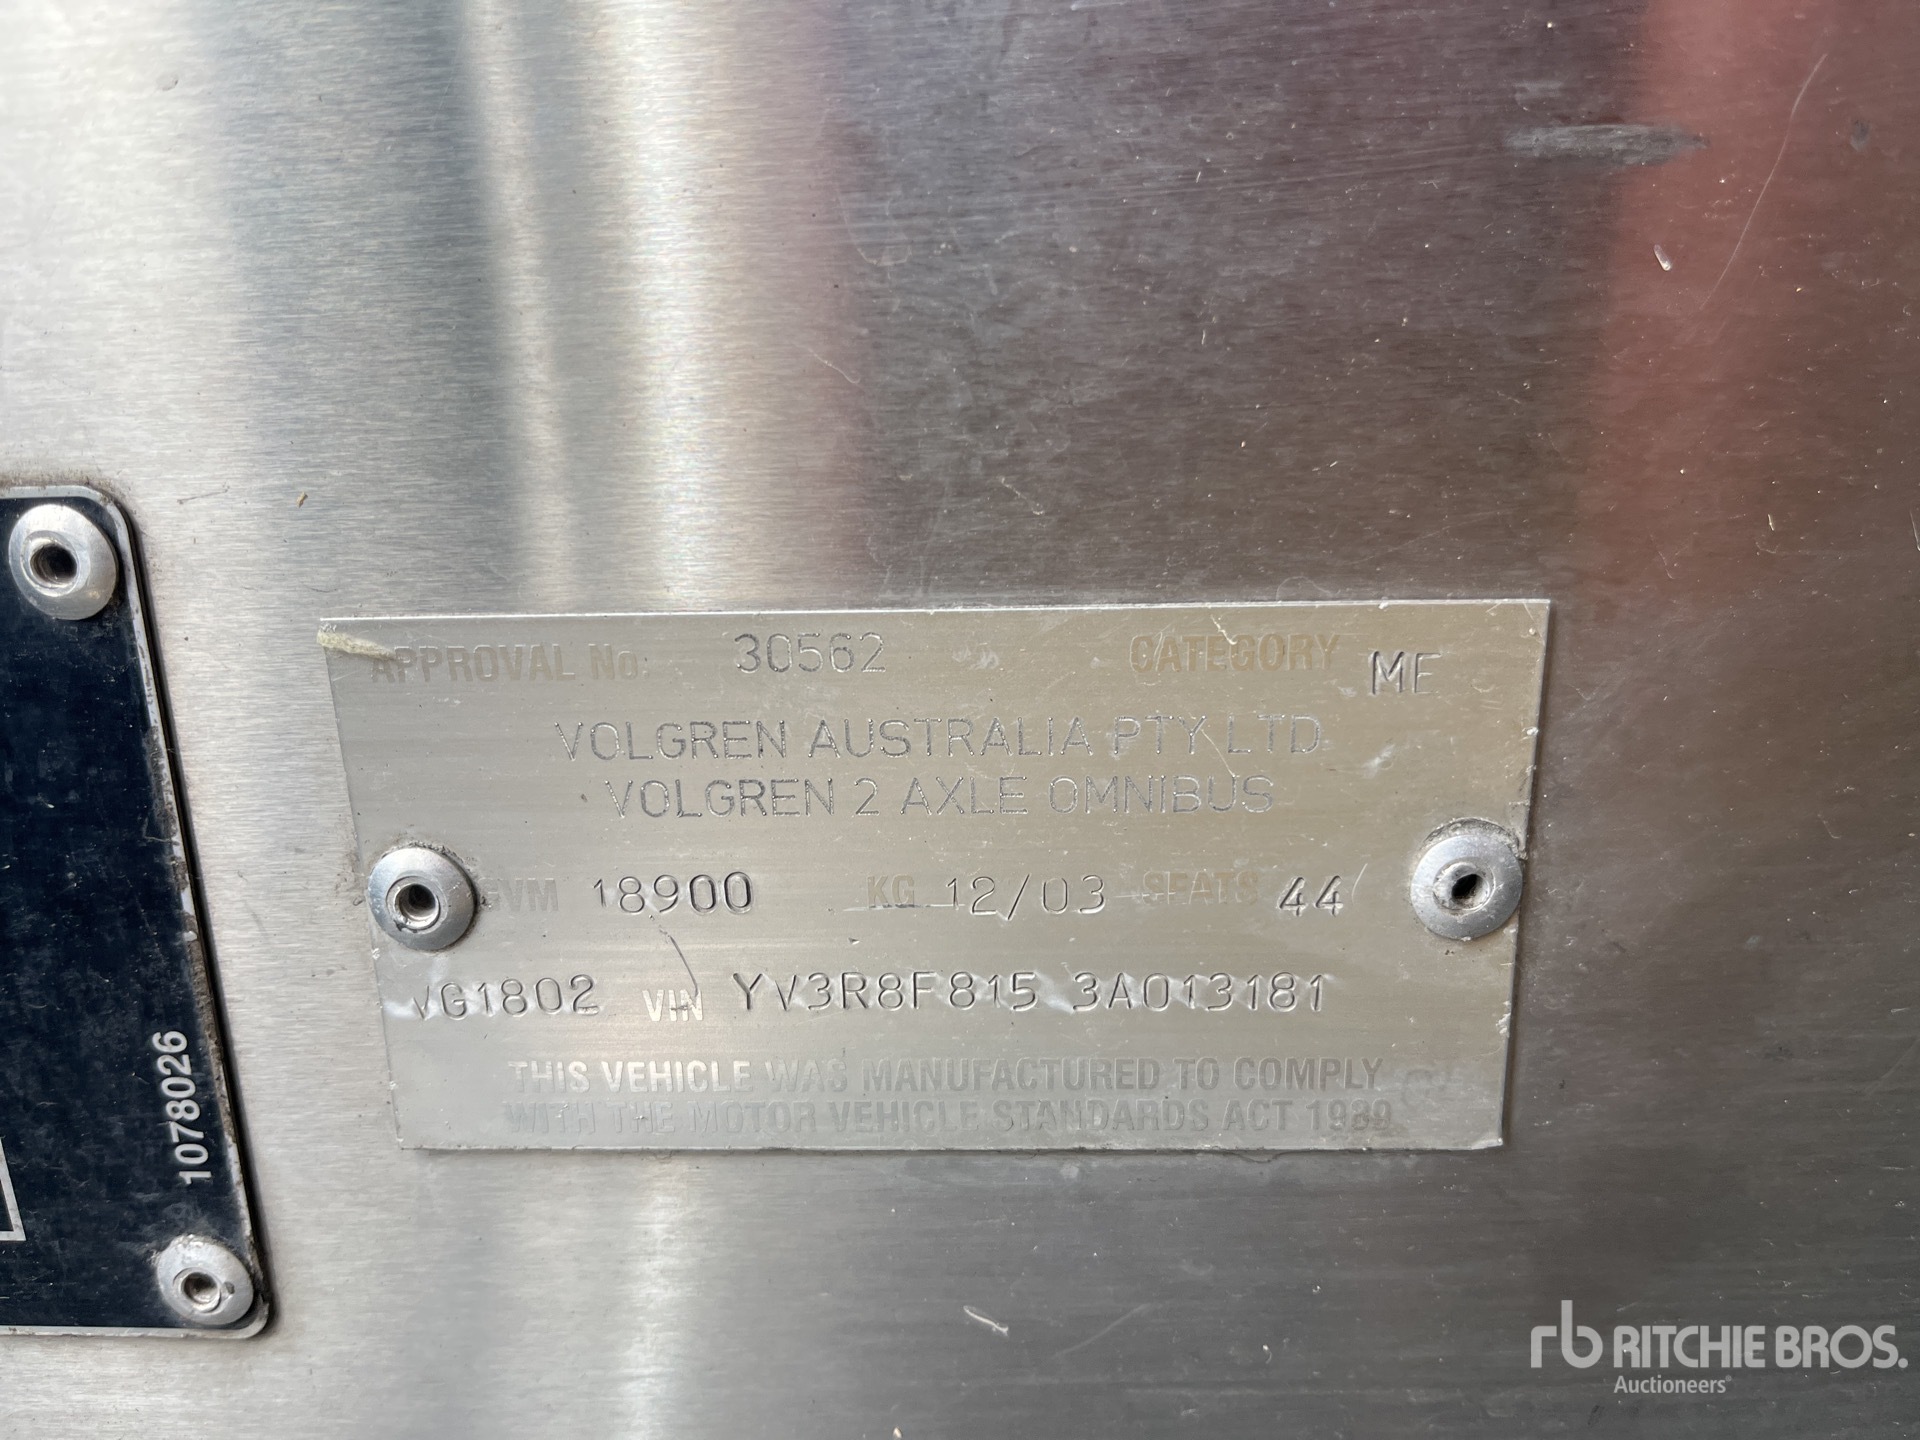 APPROVAL No: 30562 CATEGORY ME
VOLGREN AUSTRALIA PTY LTD
VOLGREN 2 AXLE OMNIBUS
GVM 18900 KG 12/03 SEATS 44
VG1802 VIN YV3R8F815 3A013181
THIS VEHICLE WAS MANUFACTURED TO COMPLY
WITH THE MOTOR VEHICLE STANDARDS ACT 1989
1078026
rb RITCHIE BROS.
Auctioneers